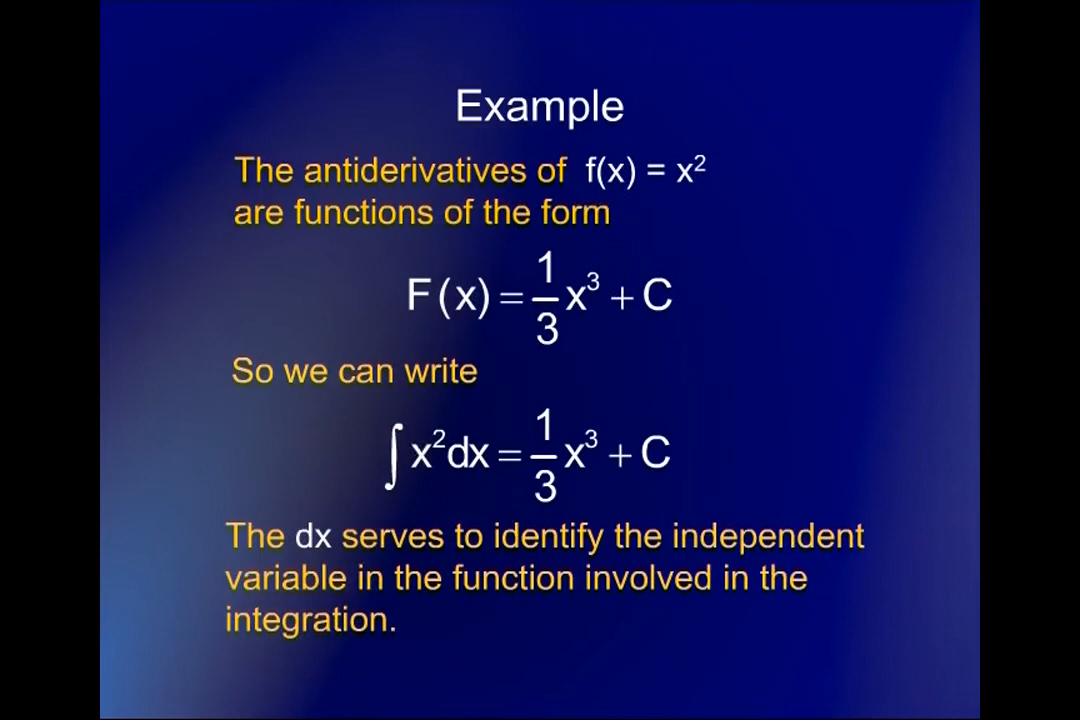 Example
The antiderivatives of f(x) = x²
are functions of the form
F(x) = 1/3 x³ + C
So we can write
∫x²dx = 1/3 x³ + C
The dx serves to identify the independent
variable in the function involved in the
integration.